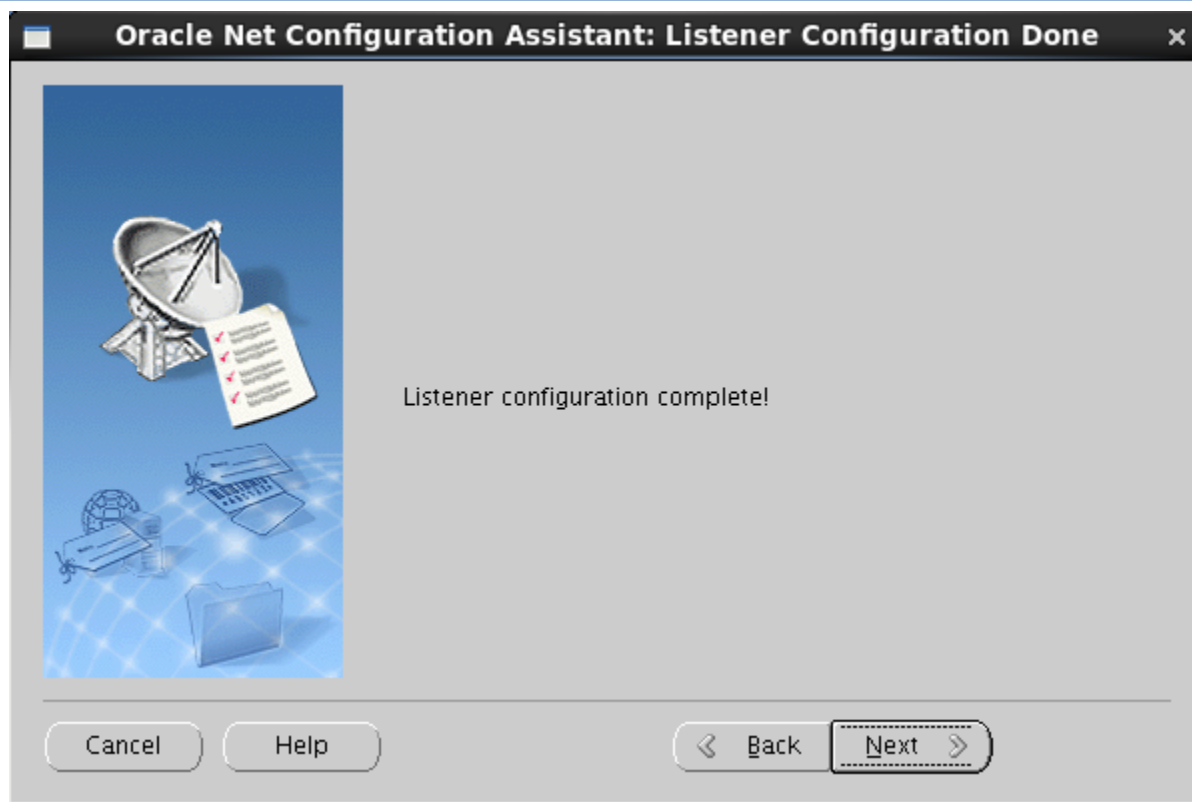 Oracle Net Configuration Assistant: Listener Configuration Done
Listener configuration complete!
Cancel
Help
Back
Next